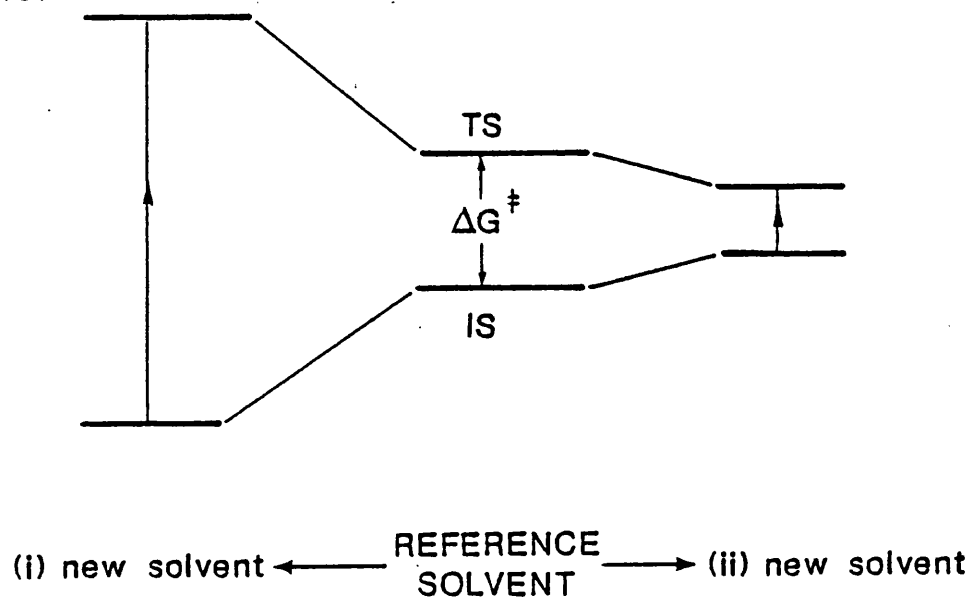 TS
ΔG‡
IS
(i) new solvent ← REFERENCE SOLVENT → (ii) new solvent